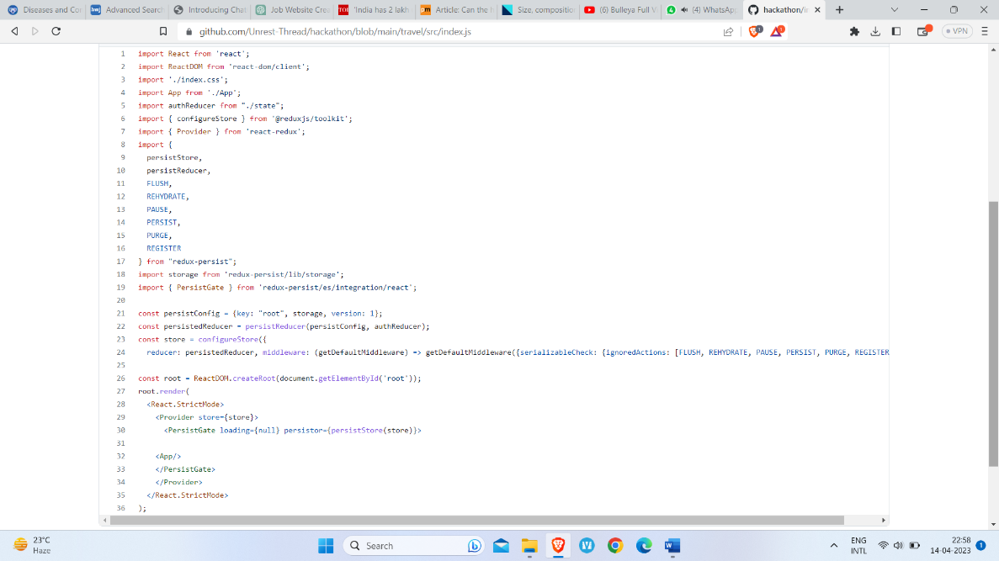 Diseases and Con
Advanced Search
Introducing Chat
Job Website Crea
TOI 'India has 2 lakh
pm Article: Can the H
Size, composition
(6) Bulleya Full V
4 (4) WhatsApp
hackathon/in
github.com/Unrest-Thread/hackathon/blob/main/travel/src/index.js
1
1
VPN
1 import React from 'react';
2 import ReactDOM from 'react-dom/client';
3 import './index.css';
4 import App from './App';
5 import authReducer from "./state";
6 import { configureStore } from '@reduxjs/toolkit';
7 import { Provider } from 'react-redux';
8 import {
9 persistStore,
10 persistReducer,
11 FLUSH,
12 REHYDRATE,
13 PAUSE,
14 PERSIST,
15 PURGE,
16 REGISTER
17 } from "redux-persist";
18 import storage from 'redux-persist/lib/storage';
19 import { PersistGate } from 'redux-persist/es/integration/react';
20
21 const persistConfig = {key: "root", storage, version: 1};
22 const persistedReducer = persistReducer(persistConfig, authReducer);
23 const store = configureStore({
24 reducer: persistedReducer, middleware: (getDefaultMiddleware) => getDefaultMiddleware({serializableCheck: {ignoredActions: [FLUSH, REHYDRATE, PAUSE, PERSIST, PURGE, REGISTER
25
26 const root = ReactDOM.createRoot(document.getElementById('root'));
27 root.render(
28 <React.StrictMode>
29 <Provider store={store}>
30 <PersistGate loading={null} persistor={persistStore(store)}>
31
32 <App/>
33 </PersistGate>
34 </Provider>
35 </React.StrictMode>
36 );
23°C
Haze
Search
ENG
INTL
22:58
14-04-2023
1